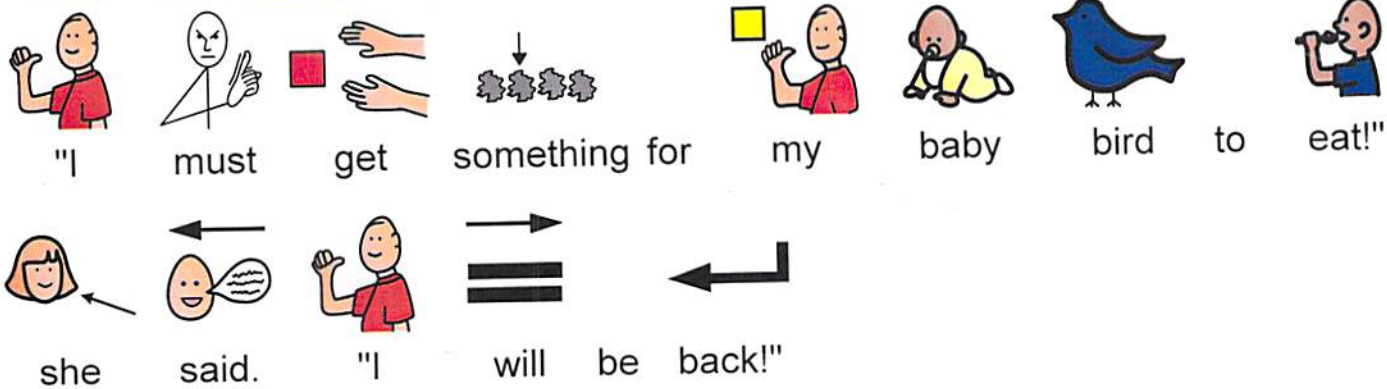 "I must get something for my baby bird to eat!"
she said. "I will be back!"